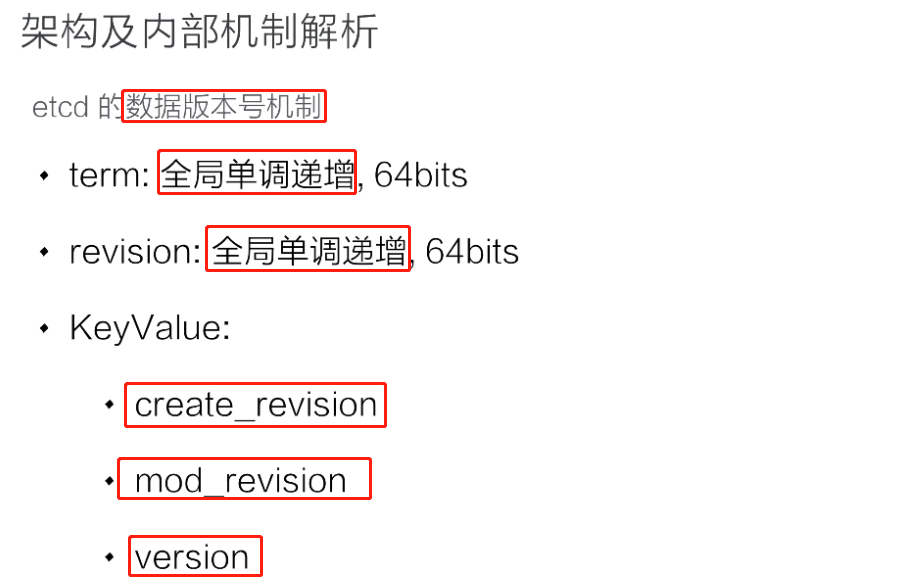 架构及内部机制解析
etcd 的数据版本号机制
• term: 全局单调递增, 64bits
• revision: 全局单调递增, 64bits
• KeyValue:
• create_revision
• mod_revision
• version